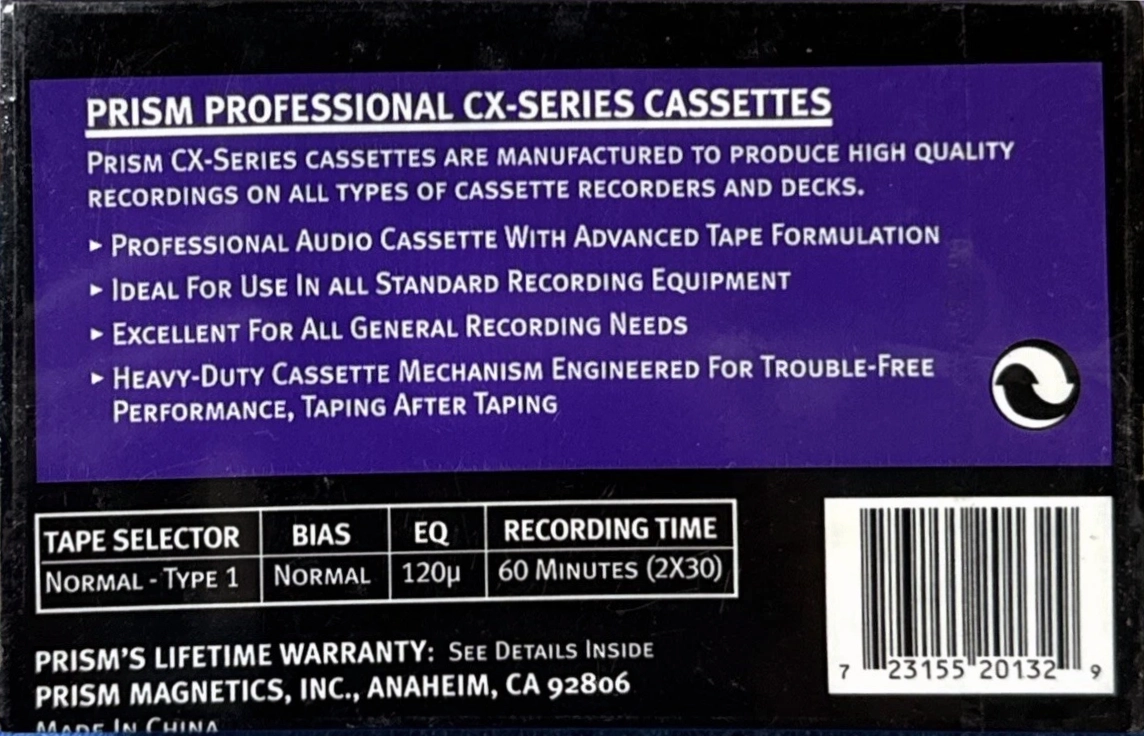 PRISM PROFESSIONAL CX-SERIES CASSETTES
PRISM CX-SERIES CASSETTES ARE MANUFACTURED TO PRODUCE HIGH QUALITY
RECORDINGS ON ALL TYPES OF CASSETTE RECORDERS AND DECKS.
▸ PROFESSIONAL AUDIO CASSETTE WITH ADVANCED TAPE FORMULATION
▸ IDEAL FOR USE IN ALL STANDARD RECORDING EQUIPMENT
▸ EXCELLENT FOR ALL GENERAL RECORDING NEEDS
▸ HEAVY-DUTY CASSETTE MECHANISM ENGINEERED FOR TROUBLE-FREE
PERFORMANCE, TAPING AFTER TAPING
TAPE SELECTOR BIAS EQ RECORDING TIME
NORMAL - TYPE 1 NORMAL 120µ 60 MINUTES (2X30)
PRISM'S LIFETIME WARRANTY: SEE DETAILS INSIDE
PRISM MAGNETICS, INC., ANAHEIM, CA 92806
MADE IN CHINA
7 23155 20132 9